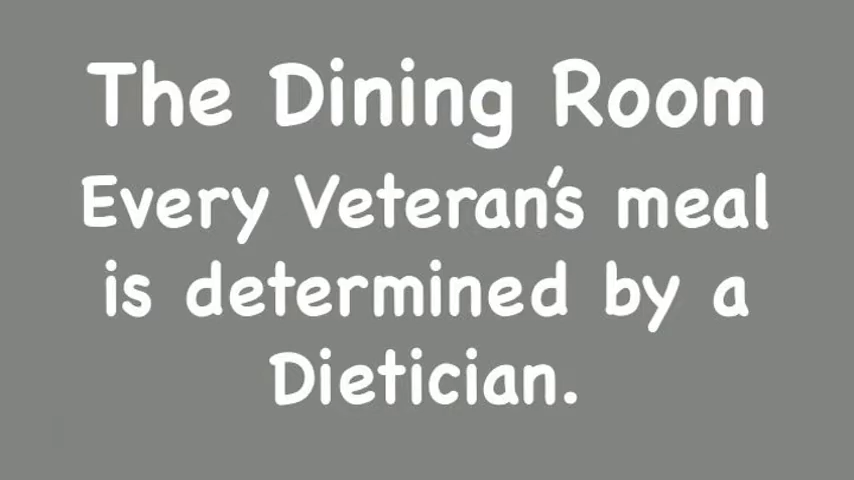 The Dining Room
Every Veteran's meal
is determined by a
Dietician.